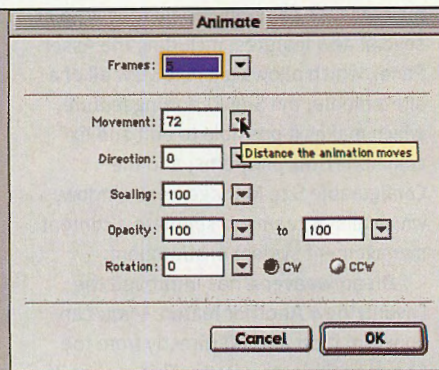 Animate
Frames: 5
Movement: 72
Distance the animation moves
Direction: 0
Scaling: 100
Opacity: 100 to 100
Rotation: 0 CW CCW
Cancel OK